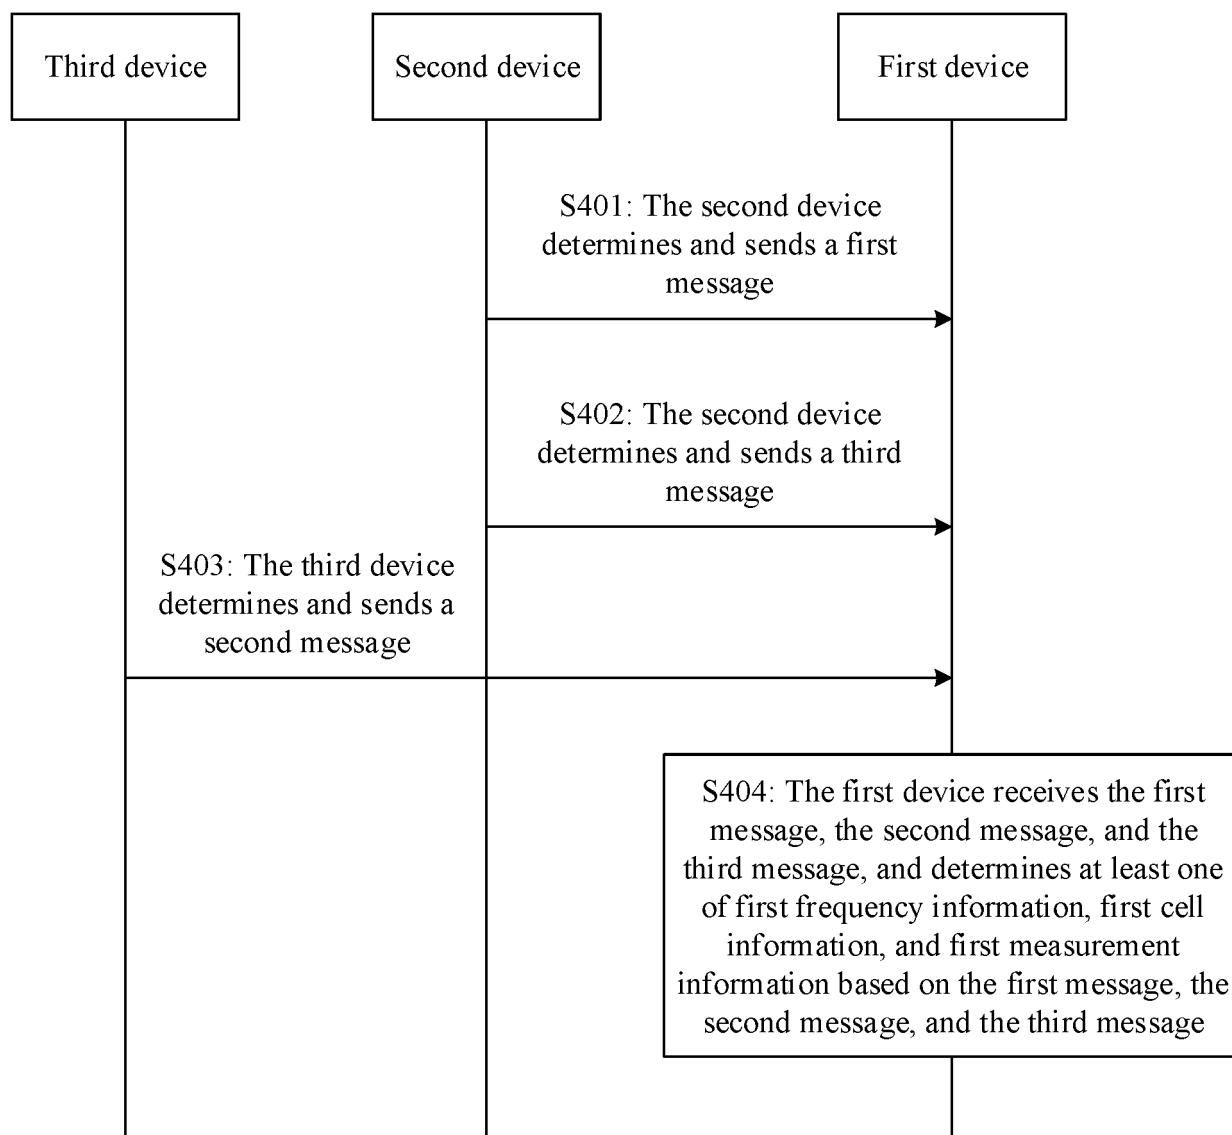 Third device
Second device
First device
S401: The second device
determines and sends a first
message
S402: The second device
determines and sends a third
message
S403: The third device
determines and sends a
second message
S404: The first device receives the first
message, the second message, and the
third message, and determines at least one
of first frequency information, first cell
information, and first measurement
information based on the first message, the
second message, and the third message